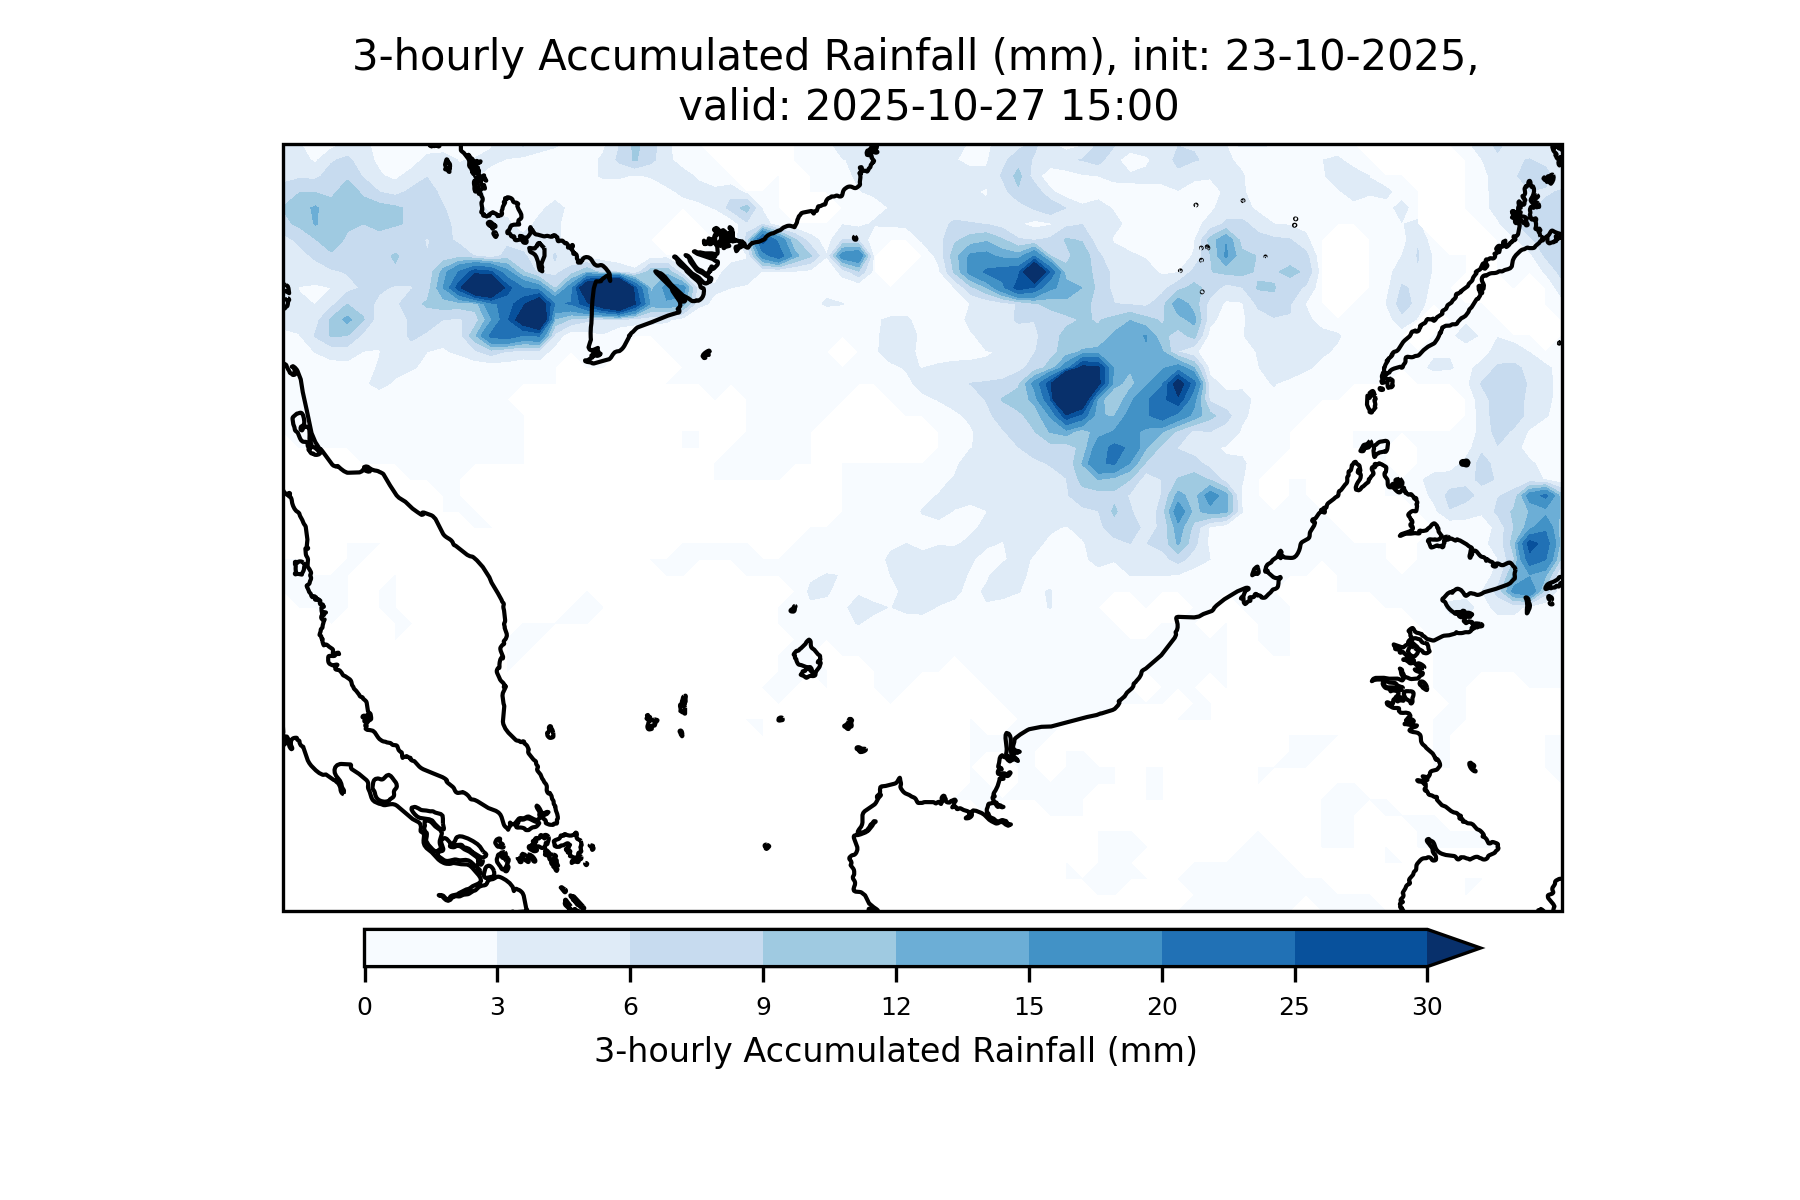 3-hourly Accumulated Rainfall (mm), init: 23-10-2025,
valid: 2025-10-27 15:00
0 3 6 9 12 15 20 25 30
3-hourly Accumulated Rainfall (mm)